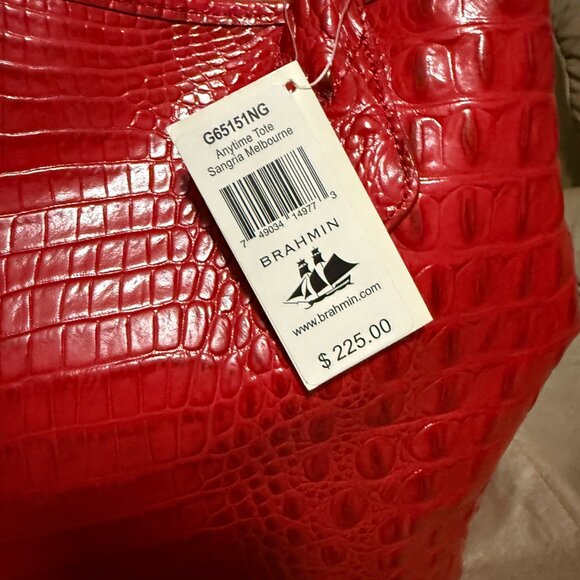 G65151NG
Anytime Tote
Sangria Melbourne
7 49034 14977 3
BRAHMIN
www.brahmin.com
$ 225.00